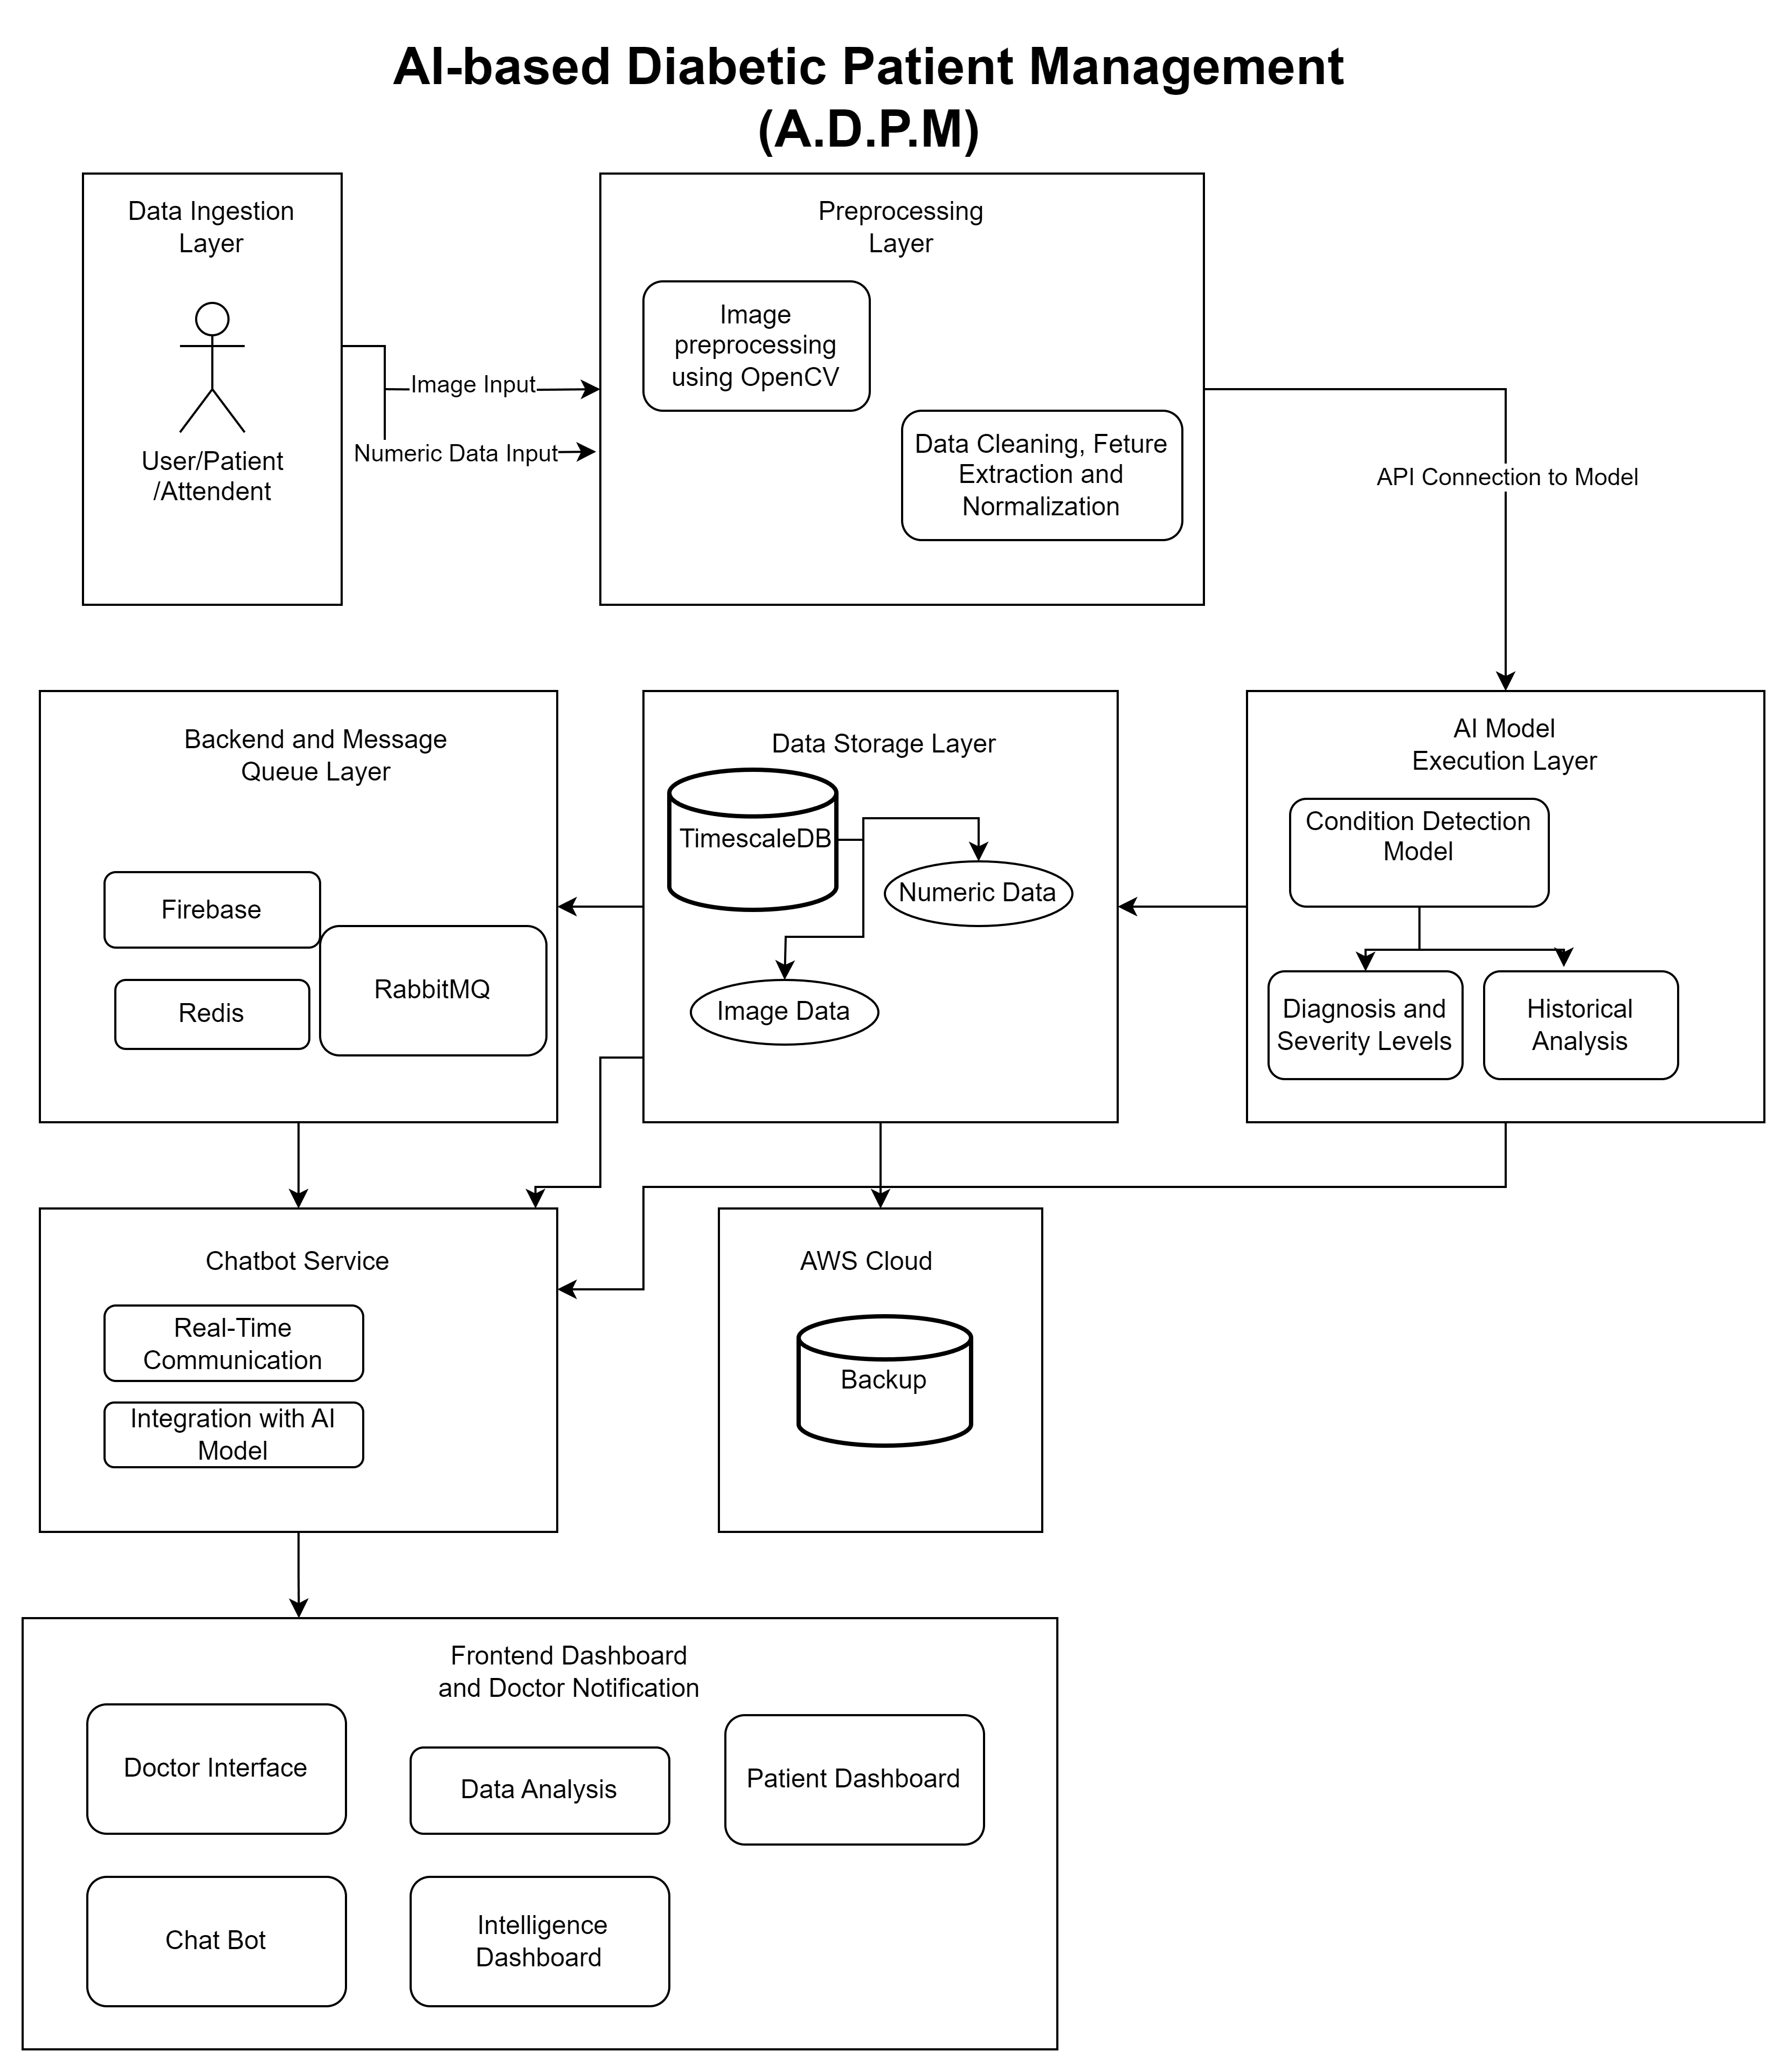 AI-based Diabetic Patient Management
(A.D.P.M)
Data Ingestion
Layer
User/Patient
/Attendent
Image Input
Numeric Data Input
Preprocessing
Layer
Image
preprocessing
using OpenCV
Data Cleaning, Feture
Extraction and
Normalization
API Connection to Model
Backend and Message
Queue Layer
Firebase
Redis
RabbitMQ
Data Storage Layer
TimescaleDB
Numeric Data
Image Data
AI Model
Execution Layer
Condition Detection
Model
Diagnosis and
Severity Levels
Historical
Analysis
Chatbot Service
Real-Time
Communication
Integration with AI
Model
AWS Cloud
Backup
Frontend Dashboard
and Doctor Notification
Doctor Interface
Data Analysis
Patient Dashboard
Chat Bot
Intelligence
Dashboard